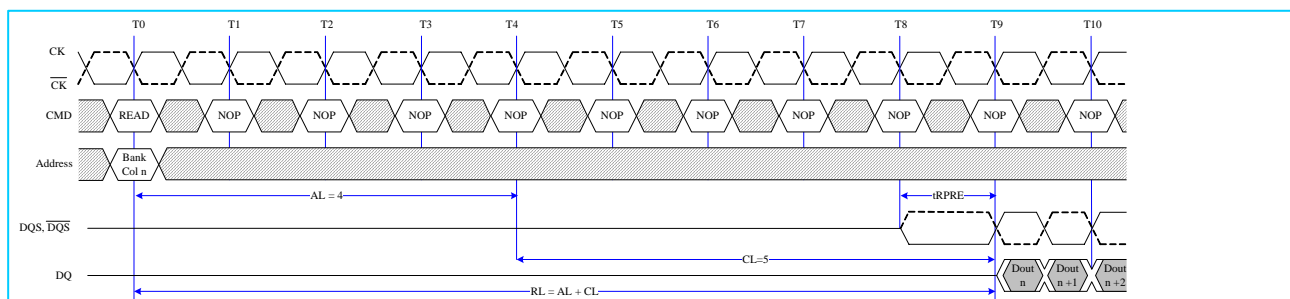 T0 T1 T2 T3 T4 T5 T6 T7 T8 T9 T10
CK
CK
CMD READ NOP NOP NOP NOP NOP NOP NOP NOP NOP NOP
Address Bank Col n
AL = 4 tRPRE
DQS, DQS
CL=5
DQ Dout n Dout n +1 Dout n +2
RL = AL + CL